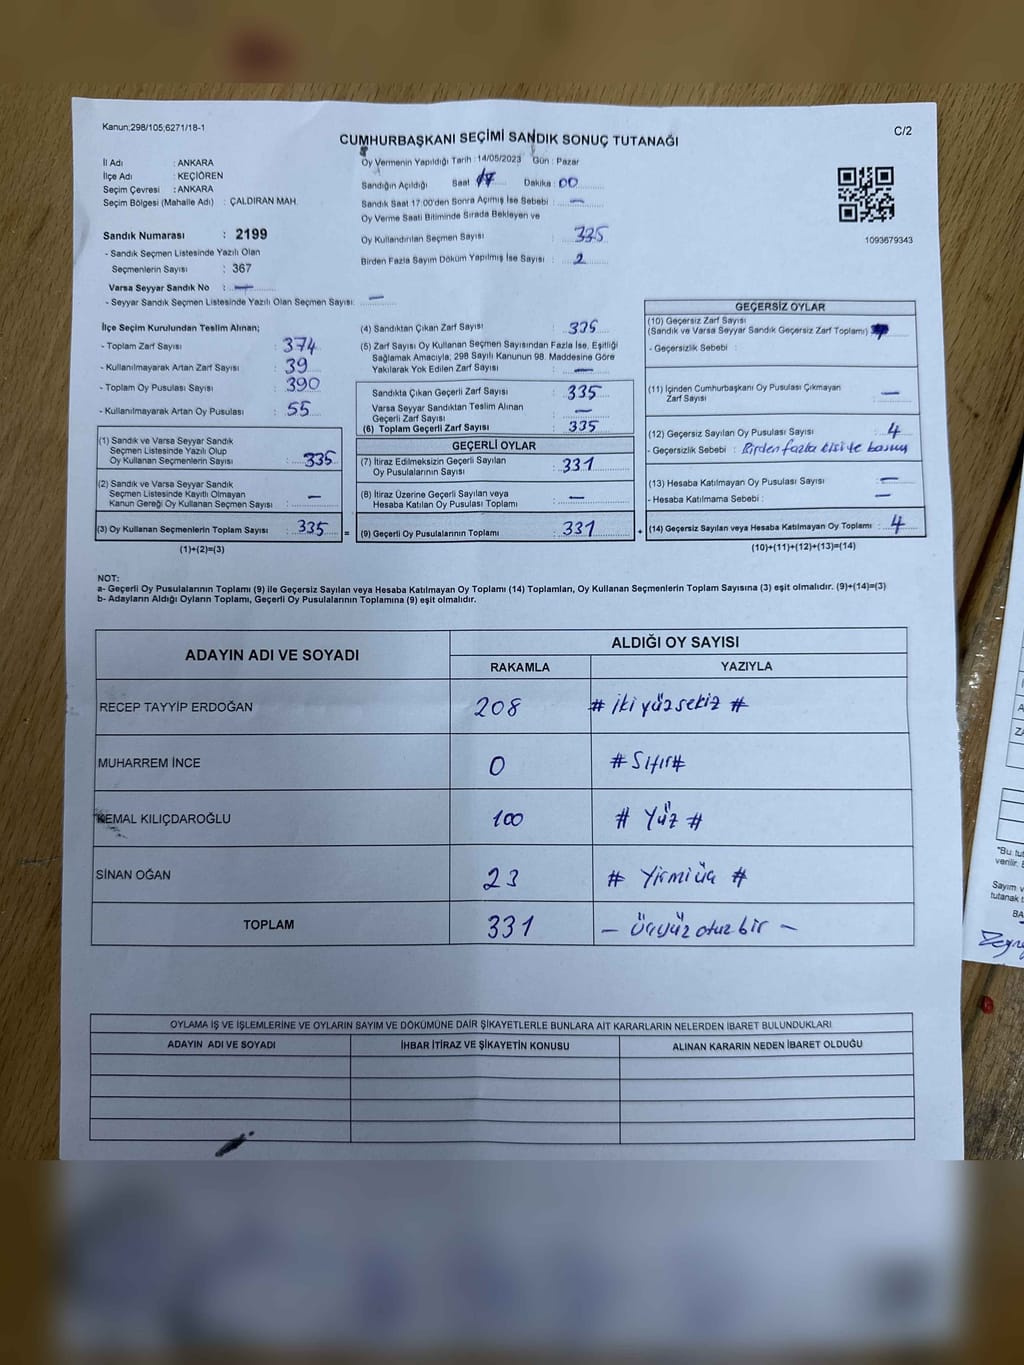 Kanun;298/105;6271/18-1
C/2
CUMHURBAŞKANI SEÇİMİ SANDIK SONUÇ TUTANAĞI
İl Adı : ANKARA
İlçe Adı : KEÇİÖREN
Seçim Çevresi : ANKARA
Seçim Bölgesi (Mahalle Adı) : ÇALDIRAN MAH.
Sandık Numarası : 2199
- Sandık Seçmen Listesinde Yazılı Olan
Seçmenlerin Sayısı : 367
Varsa Seyyar Sandık No : —
- Seyyar Sandık Seçmen Listesinde Yazılı Olan Seçmen Sayısı: —
Oy Vermenin Yapıldığı Tarih : 14/05/2023 Gün : Pazar
Sandığın Açıldığı Saat : 17 Dakika : 00
Sandık Saat 17:00'den Sonra Açımış İse Sebebi : —
Oy Verme Saati Bitiminde Sırada Bekleyen ve
Oy Kullandırılan Seçmen Sayısı : 335
Birden Fazla Sayım Döküm Yapılmış İse Sayısı : 2
1093679343
İlçe Seçim Kurulundan Teslim Alınan;
- Toplam Zarf Sayısı : 374
- Kullanılmayarak Artan Zarf Sayısı : 39
- Toplam Oy Pusulası Sayısı : 390
- Kullanılmayarak Artan Oy Pusulası : 55
(1) Sandık ve Varsa Seyyar Sandık
Seçmen Listesinde Yazılı Olup
Oy Kullanan Seçmenlerin Sayısı : 335
(2) Sandık ve Varsa Seyyar Sandık
Seçmen Listesinde Kayıtlı Olmayan
Kanun Gereği Oy Kullanan Seçmen Sayısı : —
(3) Oy Kullanan Seçmenlerin Toplam Sayısı : 335 =
(1)+(2)=(3)
(4) Sandıktan Çıkan Zarf Sayısı : 335
(5) Zarf Sayısı Oy Kullanan Seçmen Sayısından Fazla İse, Eşitliği
Sağlamak Amacıyla, 298 Sayılı Kanunun 98. Maddesine Göre
Yakılarak Yok Edilen Zarf Sayısı : —
Sandıkta Çıkan Geçerli Zarf Sayısı : 335
Varsa Seyyar Sandıktan Teslim Alınan
Geçerli Zarf Sayısı : —
(6) Toplam Geçerli Zarf Sayısı : 335
GEÇERLİ OYLAR
(7) İtiraz Edilmeksizin Geçerli Sayılan
Oy Pusulasının Sayısı : 331
(8) İtiraz Üzerine Geçerli Sayılan veya
Hesaba Katılan Oy Pusulası Toplamı : —
(9) Geçerli Oy Pusulalarının Toplamı : 331 +
GEÇERSİZ OYLAR
(10) Geçersiz Zarf Sayısı
(Sandık ve Varsa Seyyar Sandık Geçersiz Zarf Toplamı) :
- Geçersizlik Sebebi :
(11) İçinden Cumhurbaşkanı Oy Pusulası Çıkmayan
Zarf Sayısı : —
(12) Geçersiz Sayılan Oy Pusulası Sayısı : 4
- Geçersizlik Sebebi : Birden fazla
(13) Hesaba Katılmayan Oy Pusulası Sayısı : —
- Hesaba Katılmama Sebebi : —
(14) Geçersiz Sayılan veya Hesaba Katılmayan Oy Toplamı : 4
(10)+(11)+(12)+(13)=(14)
NOT:
a- Geçerli Oy Pusulalarının Toplamı (9) ile Geçersiz Sayılan veya Hesaba Katılmayan Oy Toplamı (14) Toplamları, Oy Kullanan Seçmenlerin Toplam Sayısına (3) eşit olmalıdır. (9)+(14)=(3)
b- Adayların Aldığı Oyların Toplamı, Geçerli Oy Pusulalarının Toplamına (9) eşit olmalıdır.
ADAYIN ADI VE SOYADI ALDIĞI OY SAYISI
RAKAMLA YAZIYLA
RECEP TAYYİP ERDOĞAN 208 # iki yüz sekiz #
MUHARREM İNCE 0 # Sıfır #
KEMAL KILIÇDAROĞLU 100 # Yüz #
SİNAN OĞAN 23 # Yirmi üç #
TOPLAM 331 — üçyüz otuz bir —
OYLAMA İŞ VE İŞLEMLERİNE VE OYLARIN SAYIM VE DÖKÜMÜNE DAİR ŞİKAYETLERLE BUNLARA AİT KARARLARIN NELERDEN İBARET BULUNDUKLARI
ADAYIN ADI VE SOYADI İHBAR İTİRAZ VE ŞİKAYETİN KONUSU ALINAN KARARIN NEDEN İBARET OLDUĞU
"Bu tu
verilir.
Sayım v
tutanak t
BA